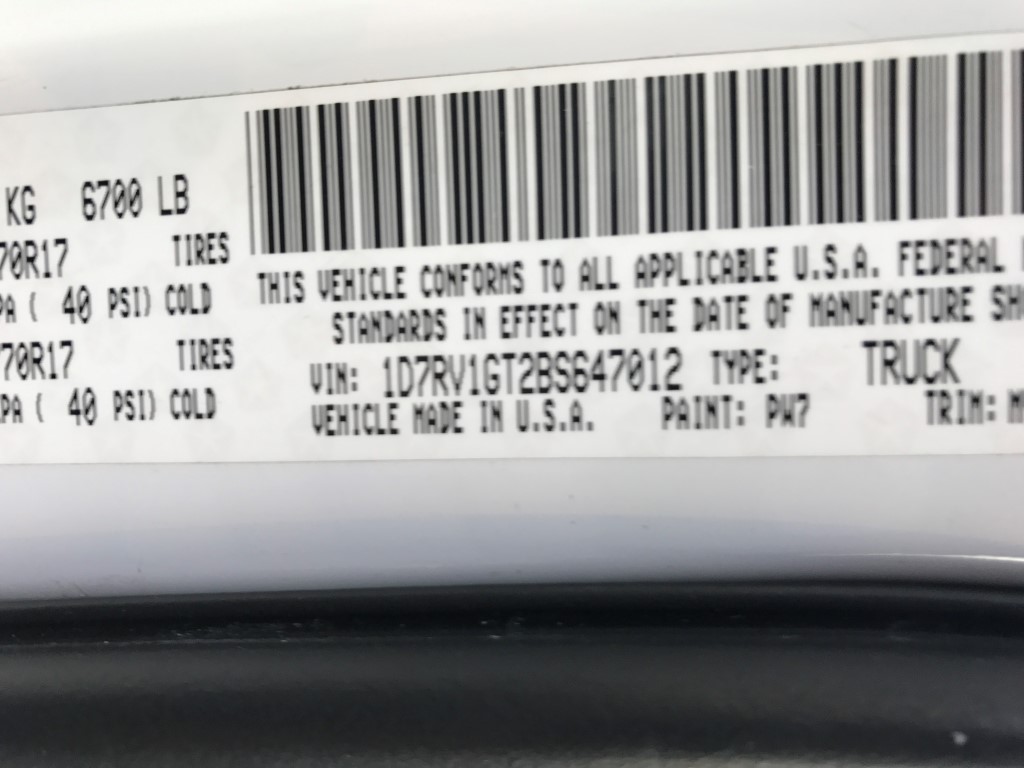 KG 6700 LB
70R17 TIRES
PA ( 40 PSI) COLD
70R17 TIRES
PA ( 40 PSI) COLD
THIS VEHICLE CONFORMS TO ALL APPLICABLE U.S.A. FEDERAL
STANDARDS IN EFFECT ON THE DATE OF MANUFACTURE SH
VIN: 1D7RV1GT2BS647012 TYPE: TRUCK
VEHICLE MADE IN U.S.A. PAINT: PW7 TRIM: M